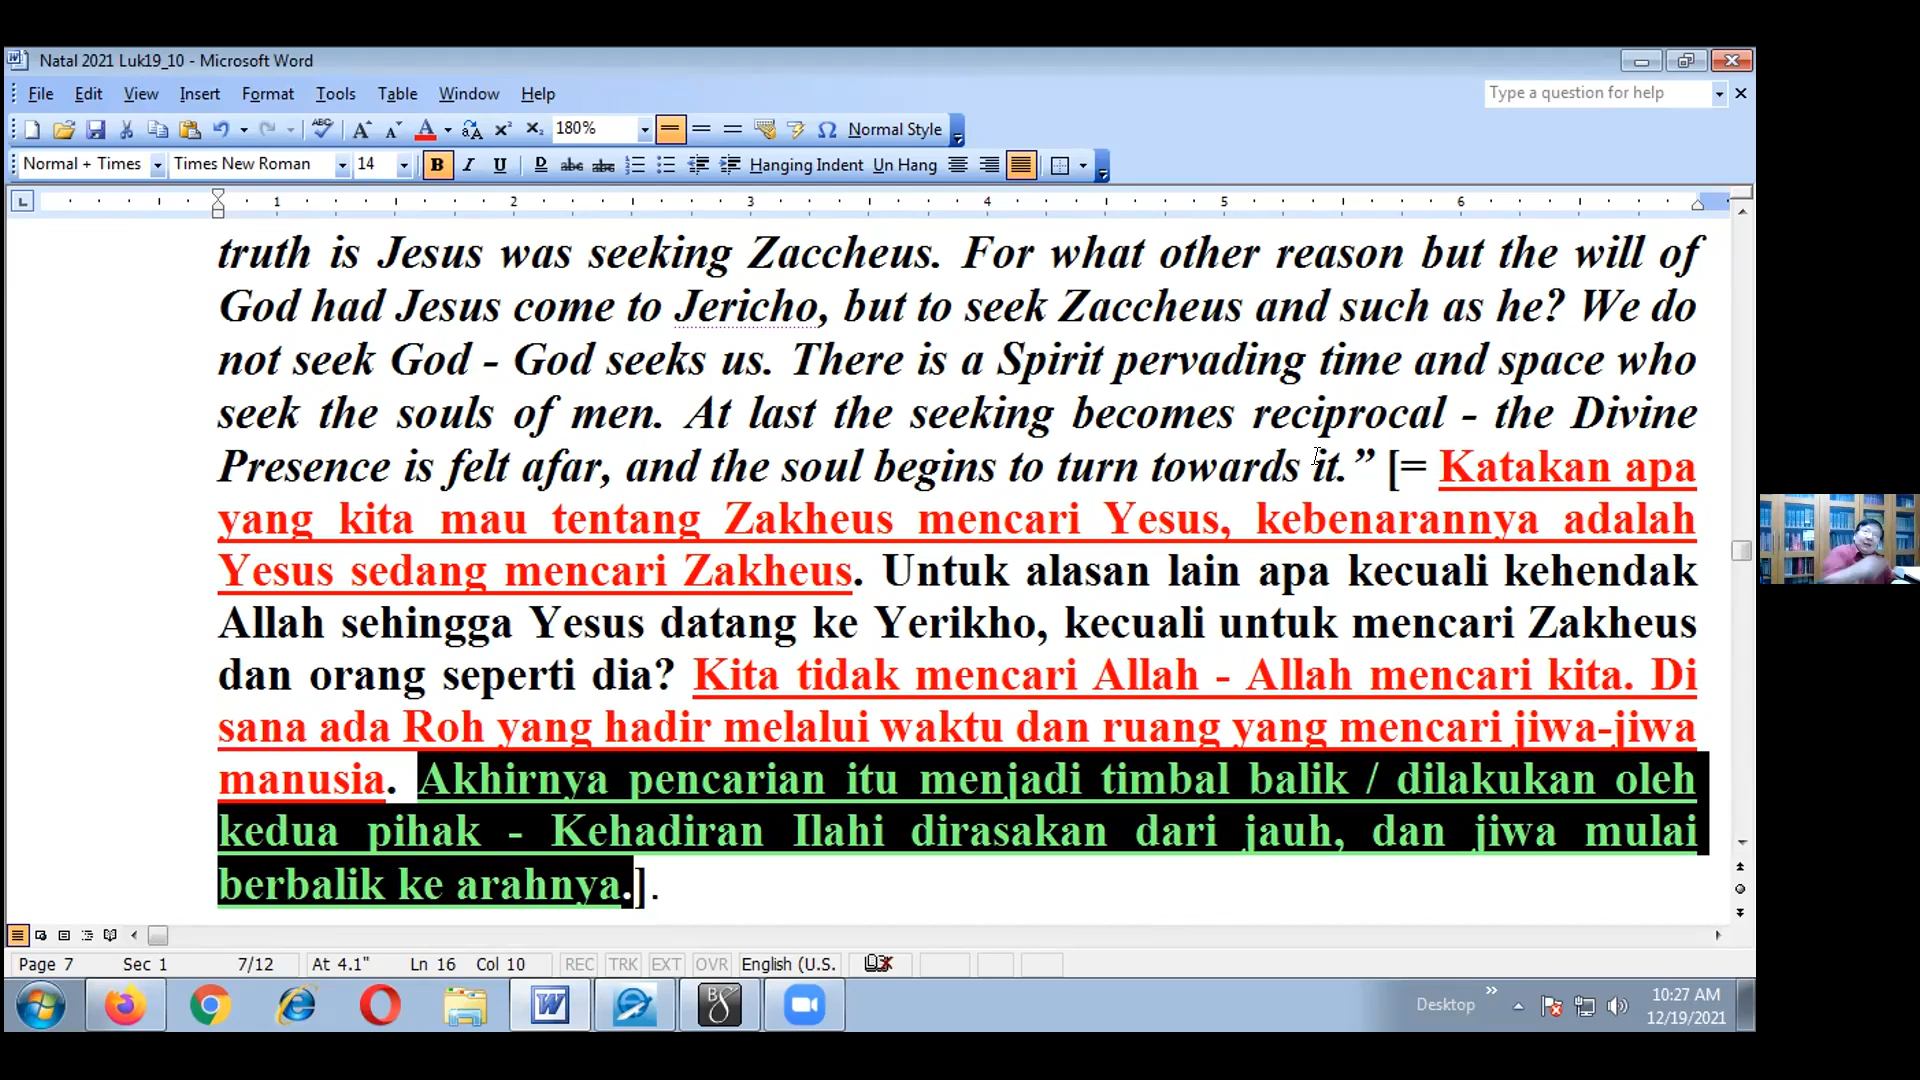 Natal 2021 Luk19_10 - Microsoft Word
File Edit View Insert Format Tools Table Window Help
Type a question for help
180% Normal Style
Normal + Times Times New Roman 14 B I U Hanging Indent Un Hang
1 2 3 4 5 6
truth is Jesus was seeking Zaccheus. For what other reason but the will of
God had Jesus come to Jericho, but to seek Zaccheus and such as he? We do
not seek God - God seeks us. There is a Spirit pervading time and space who
seek the souls of men. At last the seeking becomes reciprocal - the Divine
Presence is felt afar, and the soul begins to turn towards it.” [= Katakan apa
yang kita mau tentang Zakheus mencari Yesus, kebenarannya adalah
Yesus sedang mencari Zakheus. Untuk alasan lain apa kecuali kehendak
Allah sehingga Yesus datang ke Yerikho, kecuali untuk mencari Zakheus
dan orang seperti dia? Kita tidak mencari Allah - Allah mencari kita. Di
sana ada Roh yang hadir melalui waktu dan ruang yang mencari jiwa-jiwa
manusia. Akhirnya pencarian itu menjadi timbal balik / dilakukan oleh
kedua pihak - Kehadiran Ilahi dirasakan dari jauh, dan jiwa mulai
berbalik ke arahnya.].
Page 7 Sec 1 7/12 At 4.1" Ln 16 Col 10 REC TRK EXT OVR English (U.S.
Desktop
10:27 AM
12/19/2021